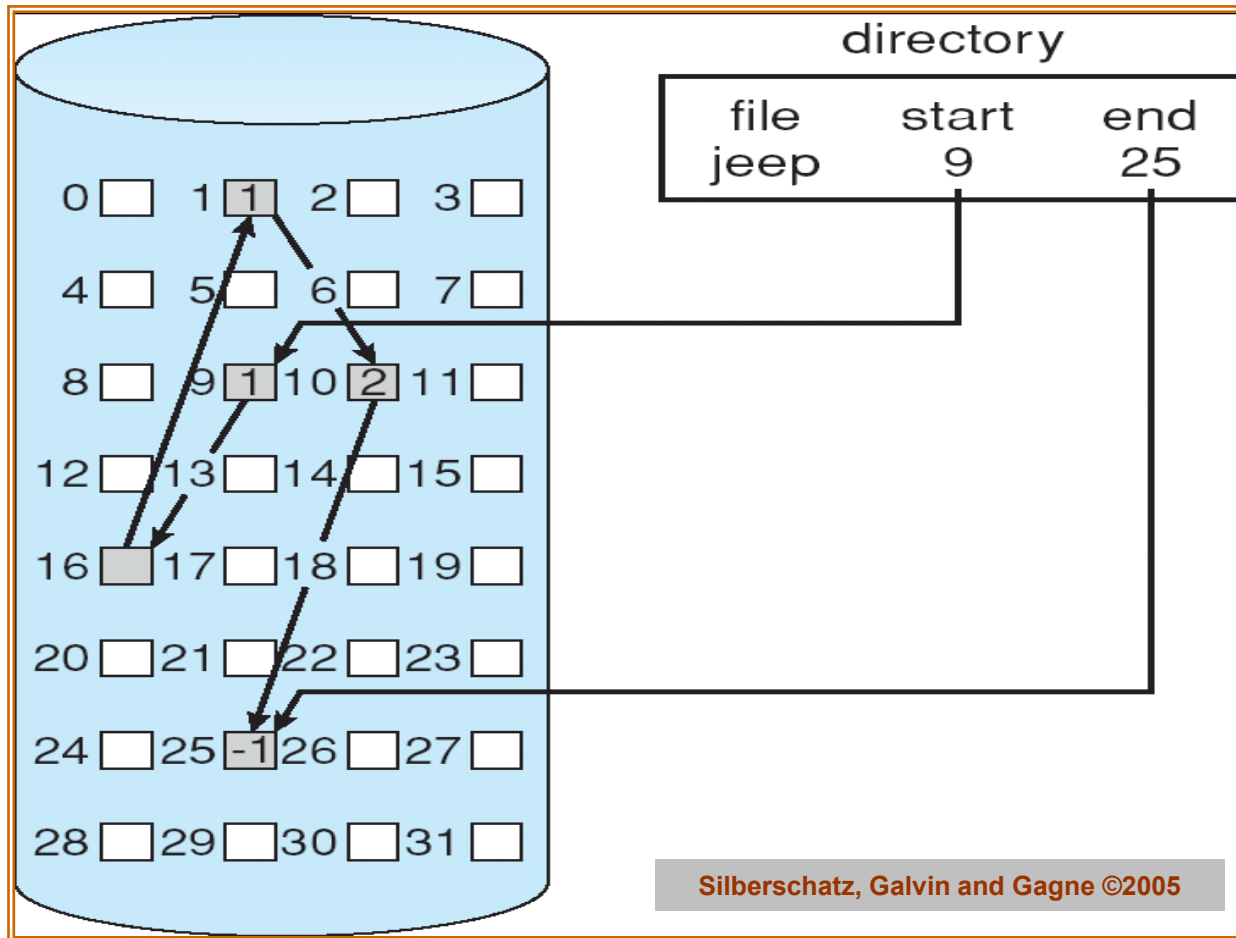 directory
file start end
jeep 9 25
0 1 1 2 3
4 5 6 7
8 9 1 10 2 11
12 13 14 15
16 17 18 19
20 21 22 23
24 25 -1 26 27
28 29 30 31
Silberschatz, Galvin and Gagne ©2005